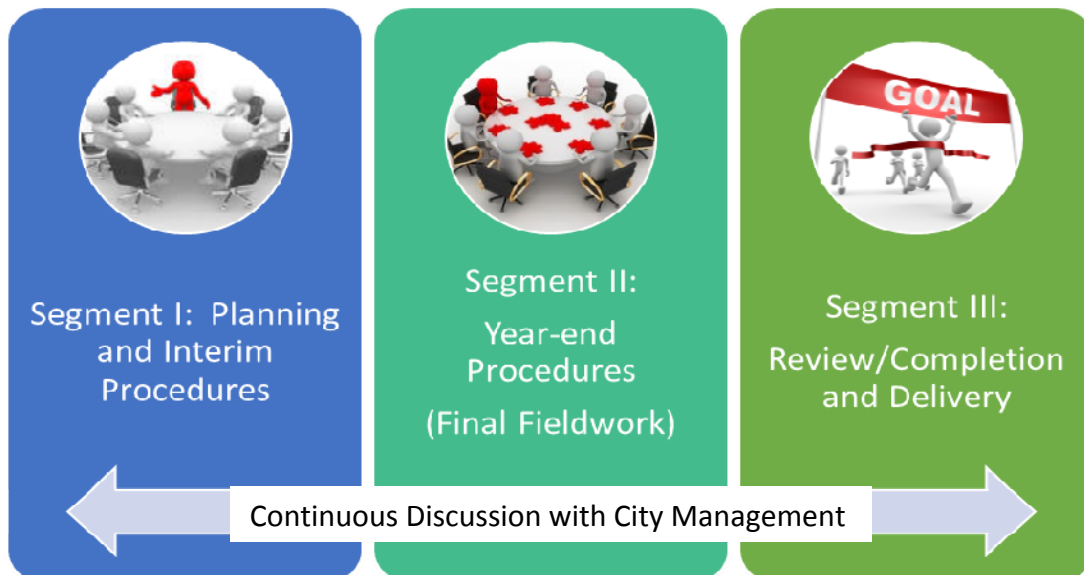 GOAL
Segment I: Planning
and Interim
Procedures
Segment II:
Year-end
Procedures
(Final Fieldwork)
Segment III:
Review/Completion
and Delivery
Continuous Discussion with City Management